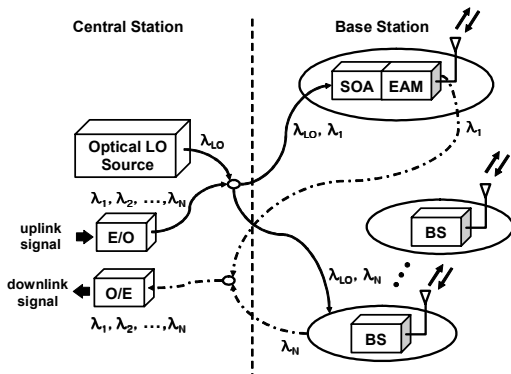 Central Station
Base Station
SOA
EAM
λLO
λLO, λ1
λ1
Optical LO
Source
λ1, λ2, ...,λN
uplink
signal
E/O
BS
downlink
signal
O/E
λLO, λN
λ1, λ2, ...,λN
λN
BS